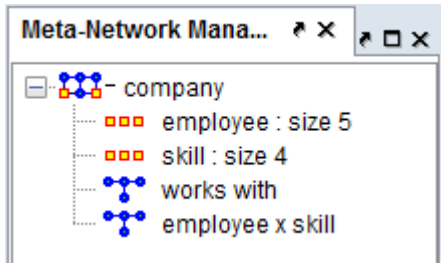 Meta-Network Mana...
company
employee : size 5
skill : size 4
works with
employee x skill